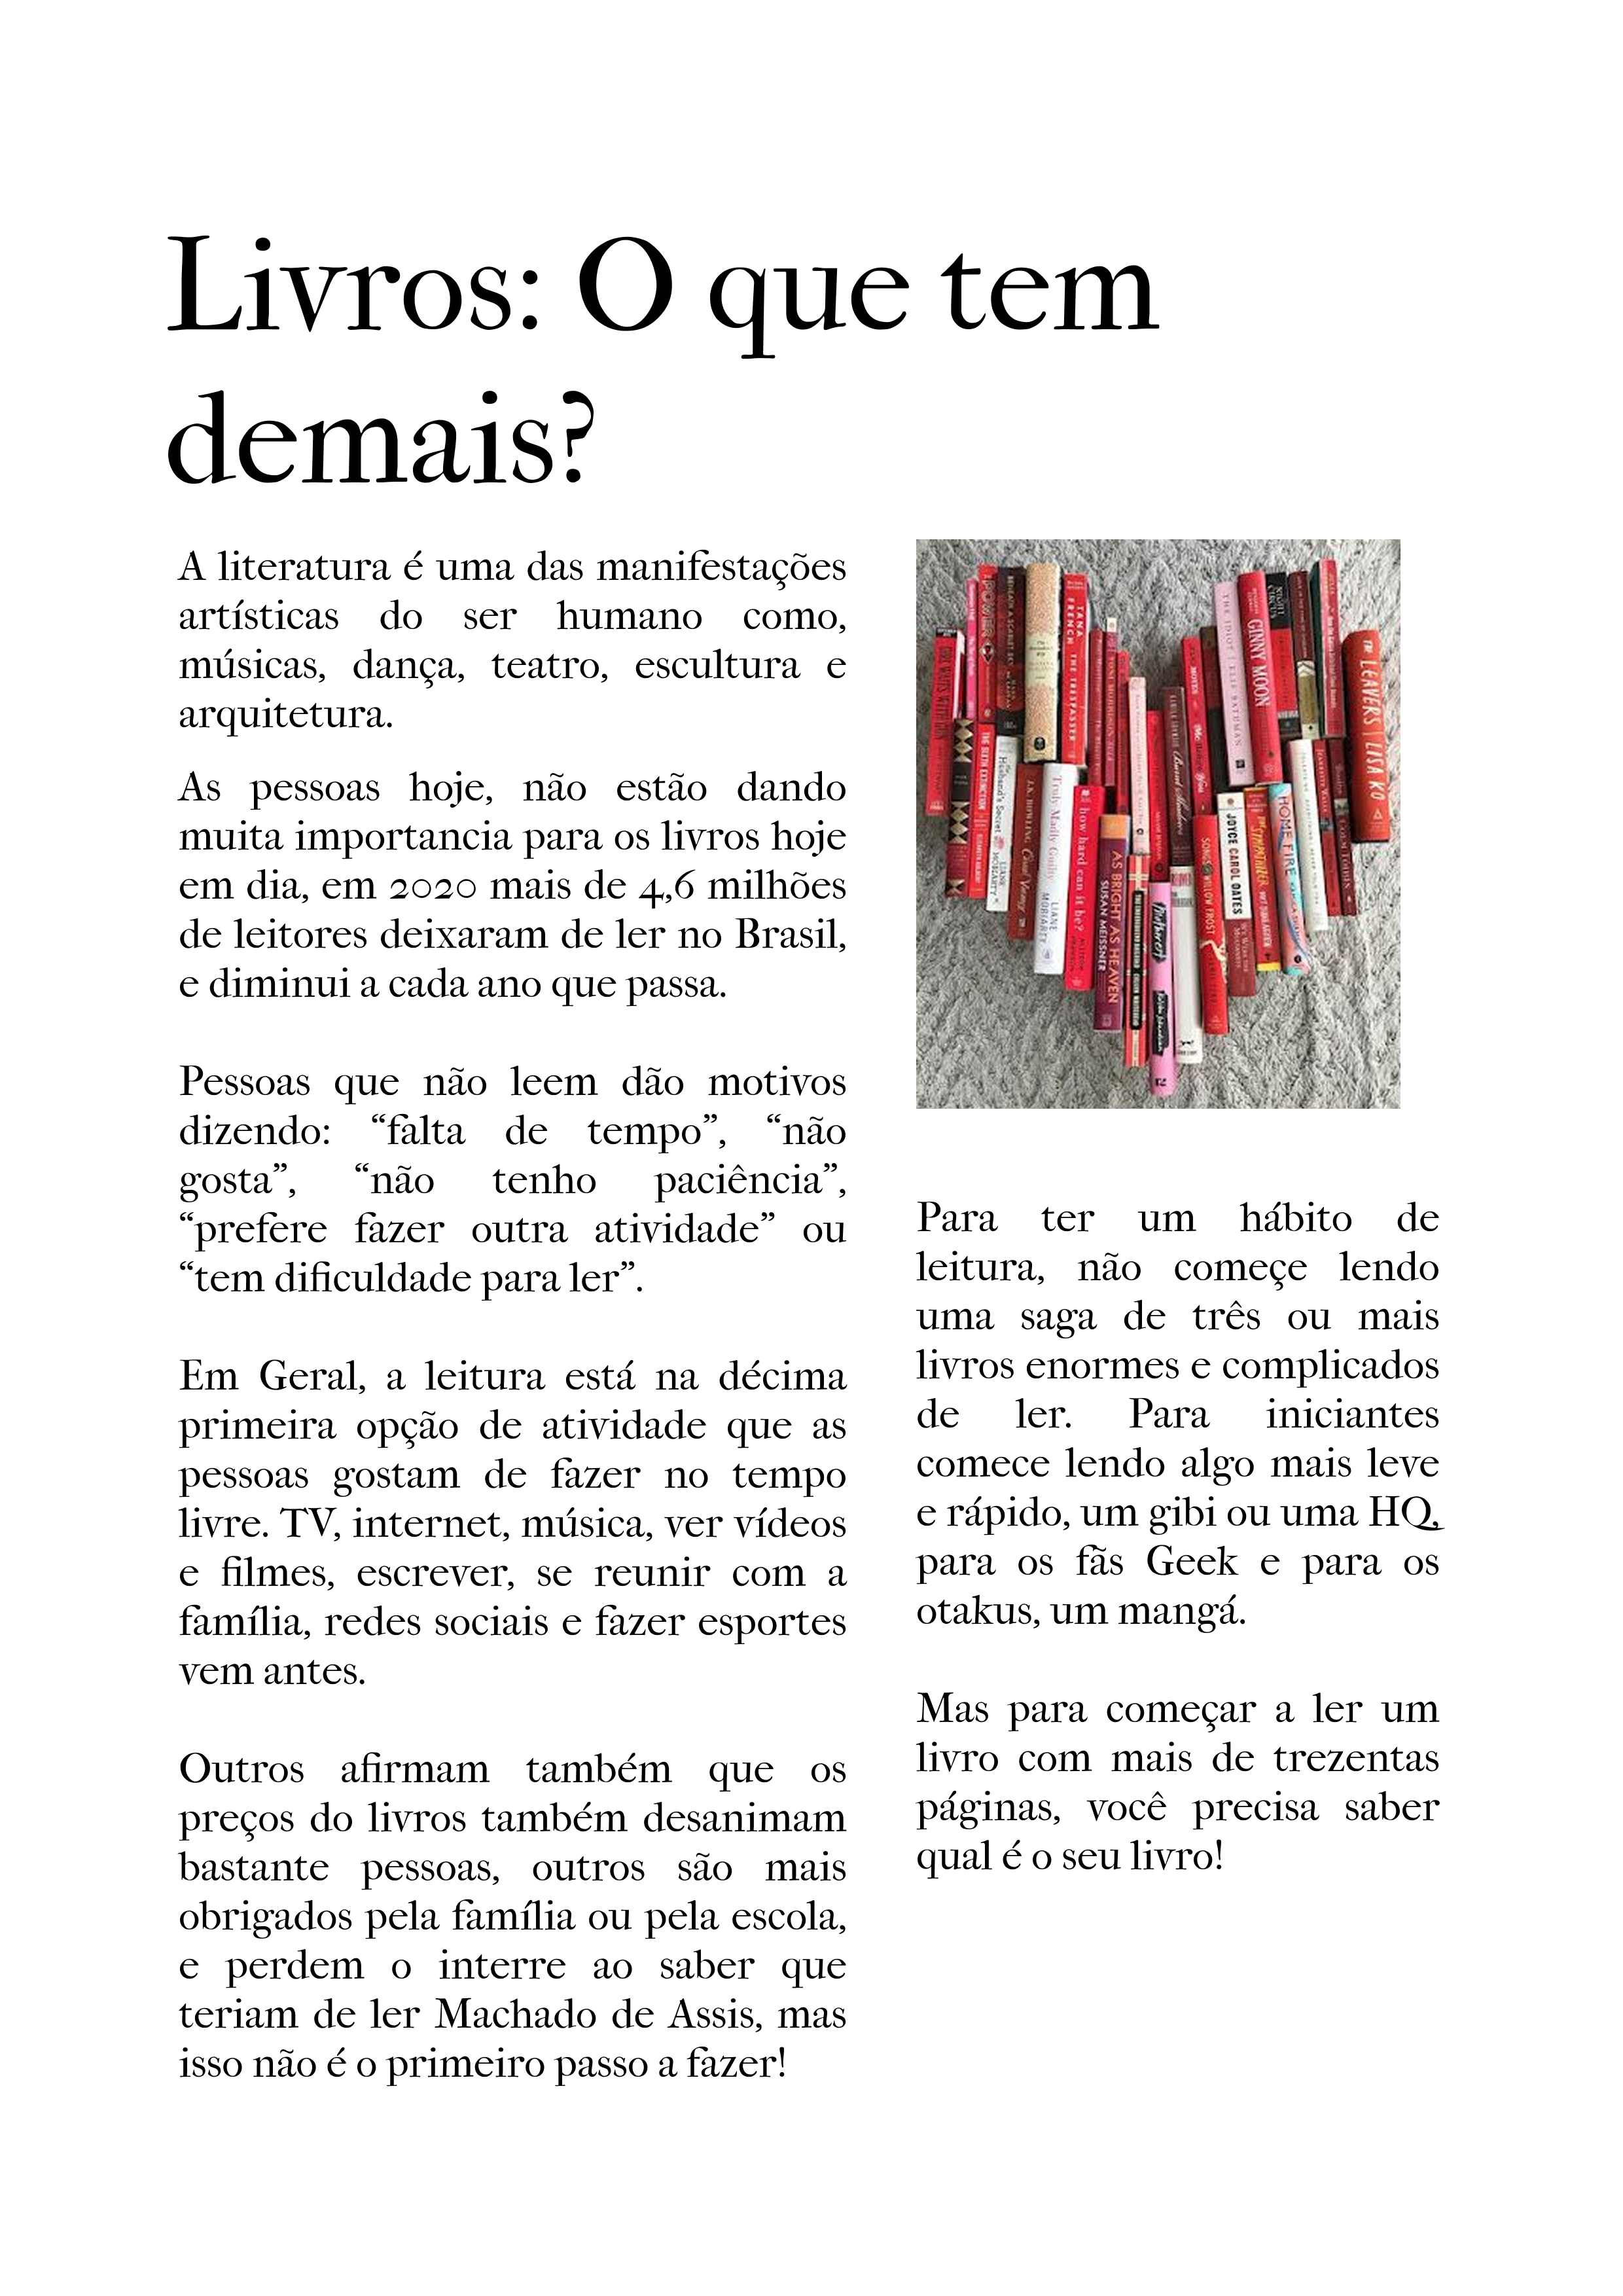 Livros: O que tem
demais?
A literatura é uma das manifestações
artísticas do ser humano como,
músicas, dança, teatro, escultura e
arquitetura.
As pessoas hoje, não estão dando
muita importancia para os livros hoje
em dia, em 2020 mais de 4,6 milhões
de leitores deixaram de ler no Brasil,
e diminui a cada ano que passa.
Pessoas que não leem dão motivos
dizendo: “falta de tempo”, “não
gosta”, “não tenho paciência”,
“prefere fazer outra atividade” ou
“tem dificuldade para ler”.
Em Geral, a leitura está na décima
primeira opção de atividade que as
pessoas gostam de fazer no tempo
livre. TV, internet, música, ver vídeos
e filmes, escrever, se reunir com a
família, redes sociais e fazer esportes
vem antes.
Outros afirmam também que os
preços do livros também desanimam
bastante pessoas, outros são mais
obrigados pela família ou pela escola,
e perdem o interre ao saber que
teriam de ler Machado de Assis, mas
isso não é o primeiro passo a fazer!
TANA FRENCH THE TRESPASSER
THE IDIOT ELIF BATUMAN
GINNY MOON
THE LEAVERS LISA KO
Truly Madly Guilty LIANE MORIARTY
how hard can it be?
AS BRIGHT AS HEAVEN SUSAN MEISSNER
JOYCE CAROL OATES
HOME FIRE
Para ter um hábito de
leitura, não começe lendo
uma saga de três ou mais
livros enormes e complicados
de ler. Para iniciantes
comece lendo algo mais leve
e rápido, um gibi ou uma HQ,
para os fãs Geek e para os
otakus, um mangá.
Mas para começar a ler um
livro com mais de trezentas
páginas, você precisa saber
qual é o seu livro!